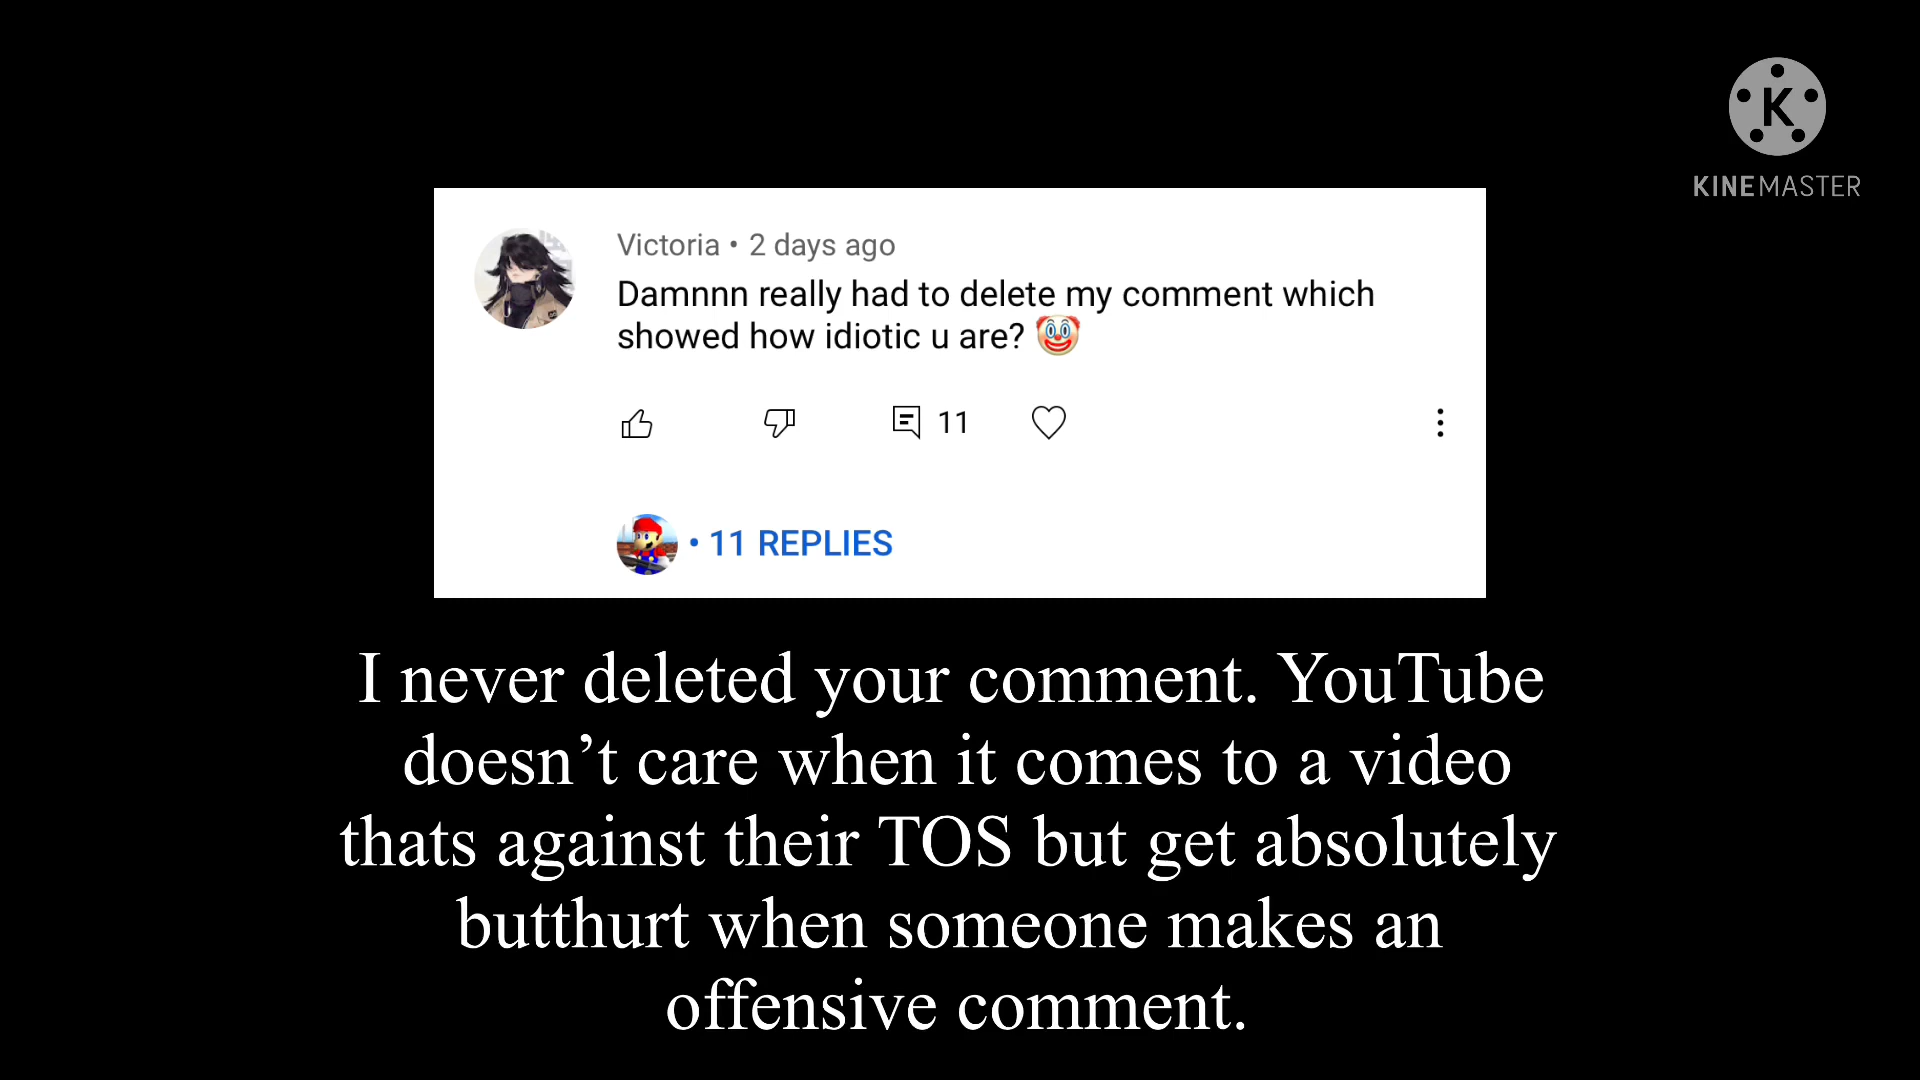 K
KINEMASTER
Victoria • 2 days ago
Damnnn really had to delete my comment which
showed how idiotic u are? 🤡
11
• 11 REPLIES
I never deleted your comment. YouTube
doesn’t care when it comes to a video
thats against their TOS but get absolutely
butthurt when someone makes an
offensive comment.